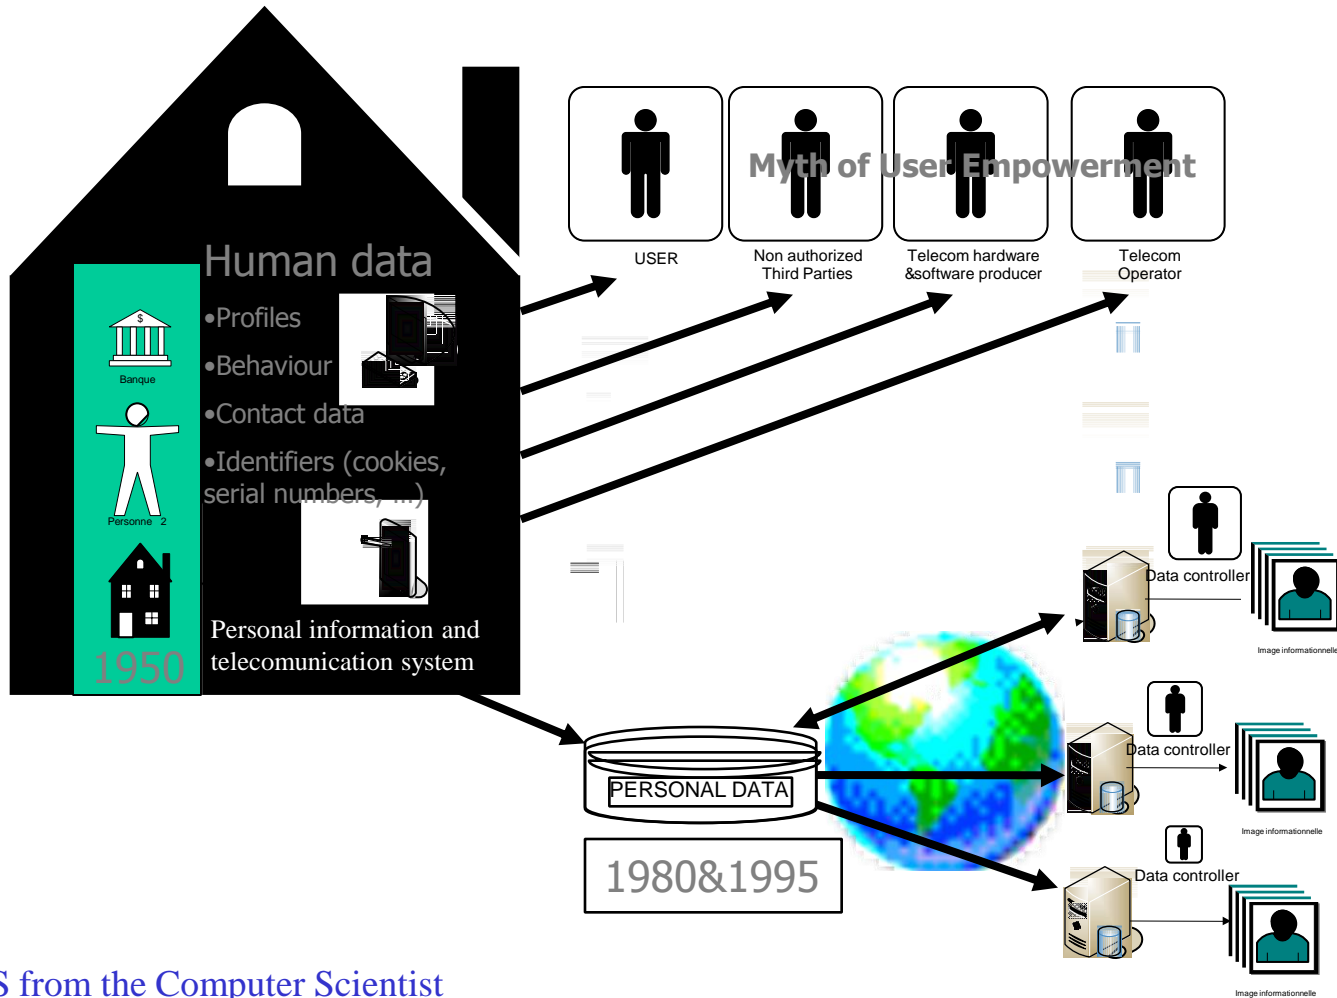 Myth of User Empowerment
USER
Non authorized
Third Parties
Telecom hardware
&software producer
Telecom
Operator
Human data
•Profiles
•Behaviour
•Contact data
•Identifiers (cookies,
serial numbers, ...)
$
Banque
Personne 2
1950
Personal information and
telecomunication system
Data controller
Image informationnelle
PERSONAL DATA
Data controller
Image informationnelle
1980&1995
Data controller
Image informationnelle
S from the Computer Scientist